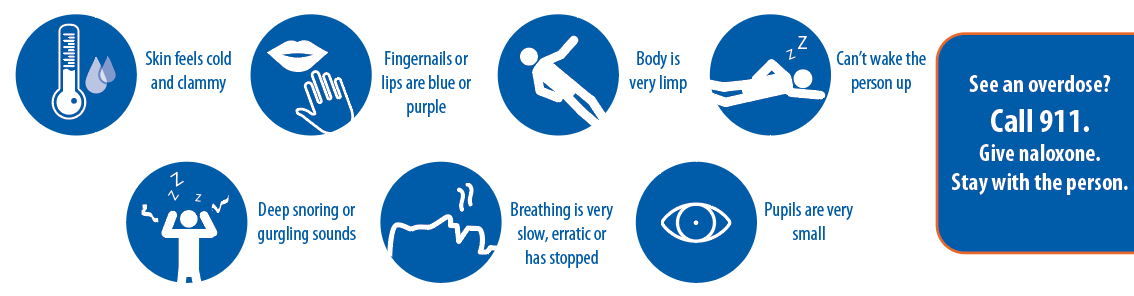 Skin feels cold
and clammy
Fingernails or
lips are blue or
purple
Body is
very limp
Z
Z
Can't wake the
person up
Z
Z
z
Deep snoring or
gurgling sounds
Breathing is very
slow, erratic or
has stopped
Pupils are very
small
See an overdose?
Call 911.
Give naloxone.
Stay with the person.